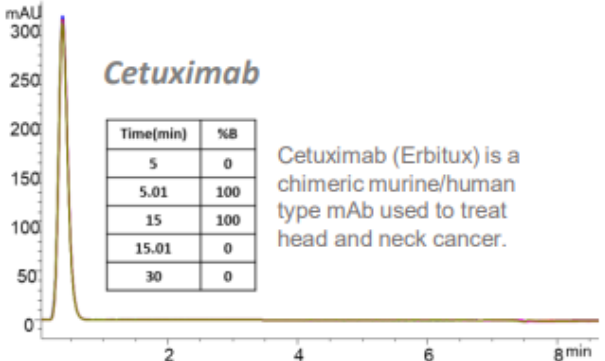 mAU
300
Cetuximab
250
200
Time(min) %B
5 0
5.01 100
15 100
15.01 0
30 0
Cetuximab (Erbitux) is a
chimeric murine/human
type mAb used to treat
head and neck cancer.
150
100
50
0
2 4 6 8 min